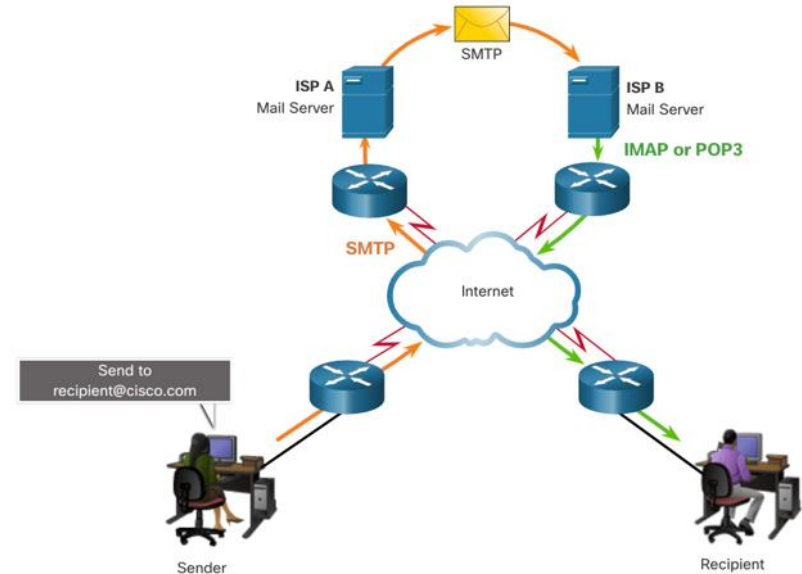 SMTP
ISP A
Mail Server
ISP B
Mail Server
IMAP or POP3
SMTP
Internet
Send to
recipient@cisco.com
Sender
Recipient